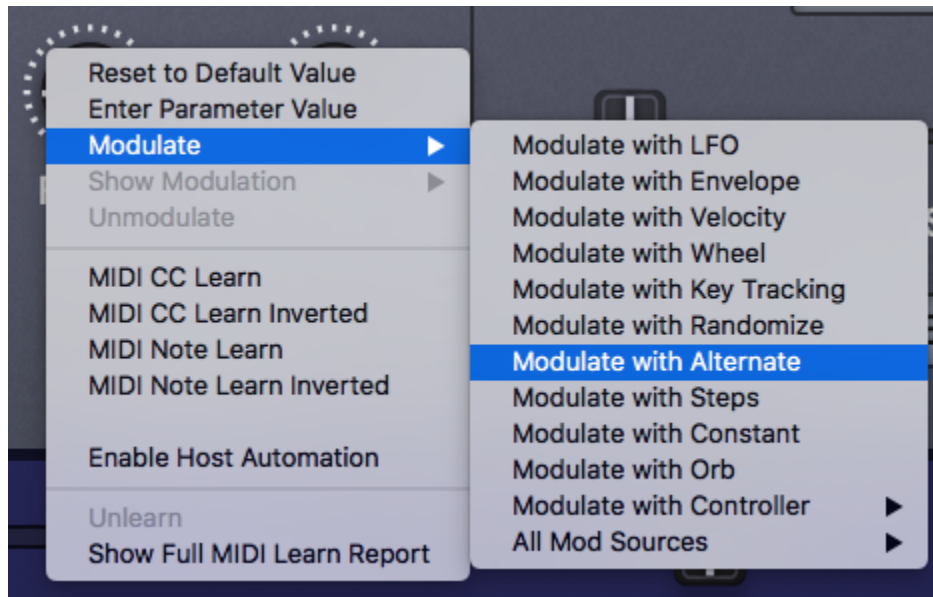 Reset to Default Value
Enter Parameter Value
Modulate
Show Modulation
Unmodulate
MIDI CC Learn
MIDI CC Learn Inverted
MIDI Note Learn
MIDI Note Learn Inverted
Enable Host Automation
Unlearn
Show Full MIDI Learn Report
Modulate with LFO
Modulate with Envelope
Modulate with Velocity
Modulate with Wheel
Modulate with Key Tracking
Modulate with Randomize
Modulate with Alternate
Modulate with Steps
Modulate with Constant
Modulate with Orb
Modulate with Controller
All Mod Sources